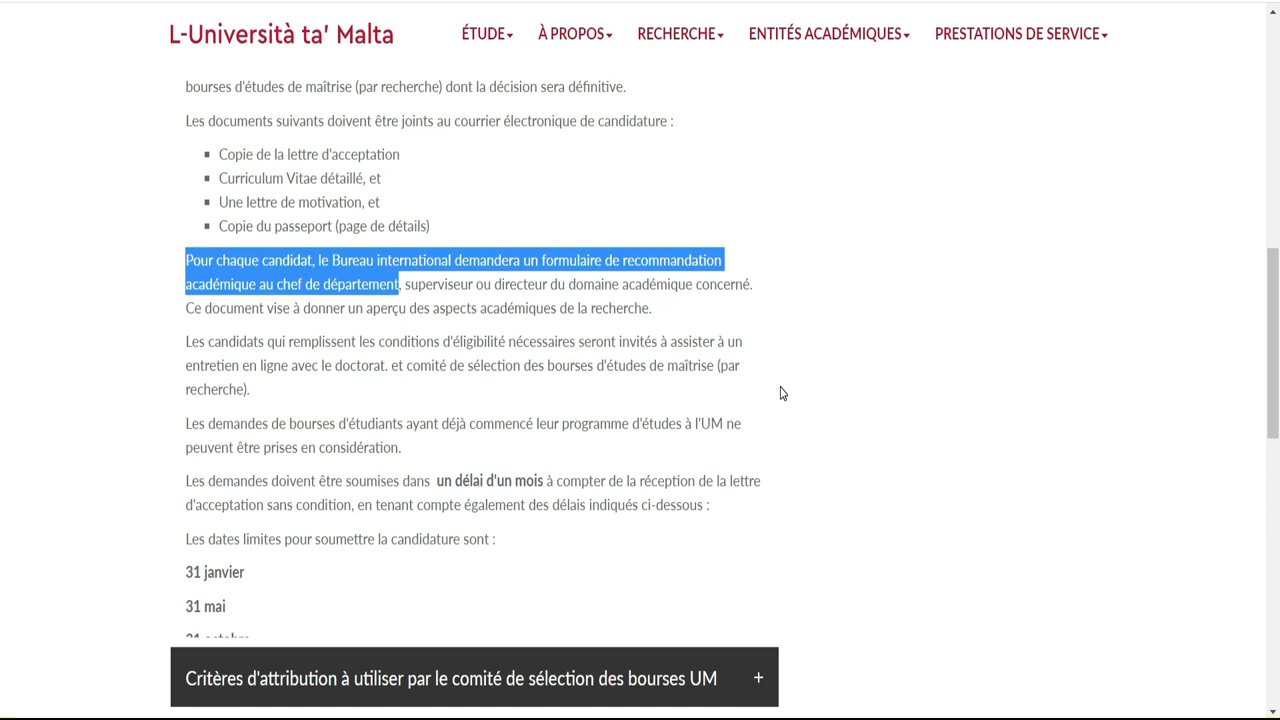 L-Università ta' Malta
ÉTUDE
À PROPOS
RECHERCHE
ENTITÉS ACADÉMIQUES
PRESTATIONS DE SERVICE
bourses d'études de maîtrise (par recherche) dont la décision sera définitive.
Les documents suivants doivent être joints au courrier électronique de candidature :
Copie de la lettre d'acceptation
Curriculum Vitae détaillé, et
Une lettre de motivation, et
Copie du passeport (page de détails)
Pour chaque candidat, le Bureau international demandera un formulaire de recommandation
académique au chef de département, superviseur ou directeur du domaine académique concerné.
Ce document vise à donner un aperçu des aspects académiques de la recherche.
Les candidats qui remplissent les conditions d'éligibilité nécessaires seront invités à assister à un
entretien en ligne avec le doctorat. et comité de sélection des bourses d'études de maîtrise (par
recherche).
Les demandes de bourses d'étudiants ayant déjà commencé leur programme d'études à l'UM ne
peuvent être prises en considération.
Les demandes doivent être soumises dans un délai d'un mois à compter de la réception de la lettre
d'acceptation sans condition, en tenant compte également des délais indiqués ci-dessous :
Les dates limites pour soumettre la candidature sont :
31 janvier
31 mai
Critères d'attribution à utiliser par le comité de sélection des bourses UM +